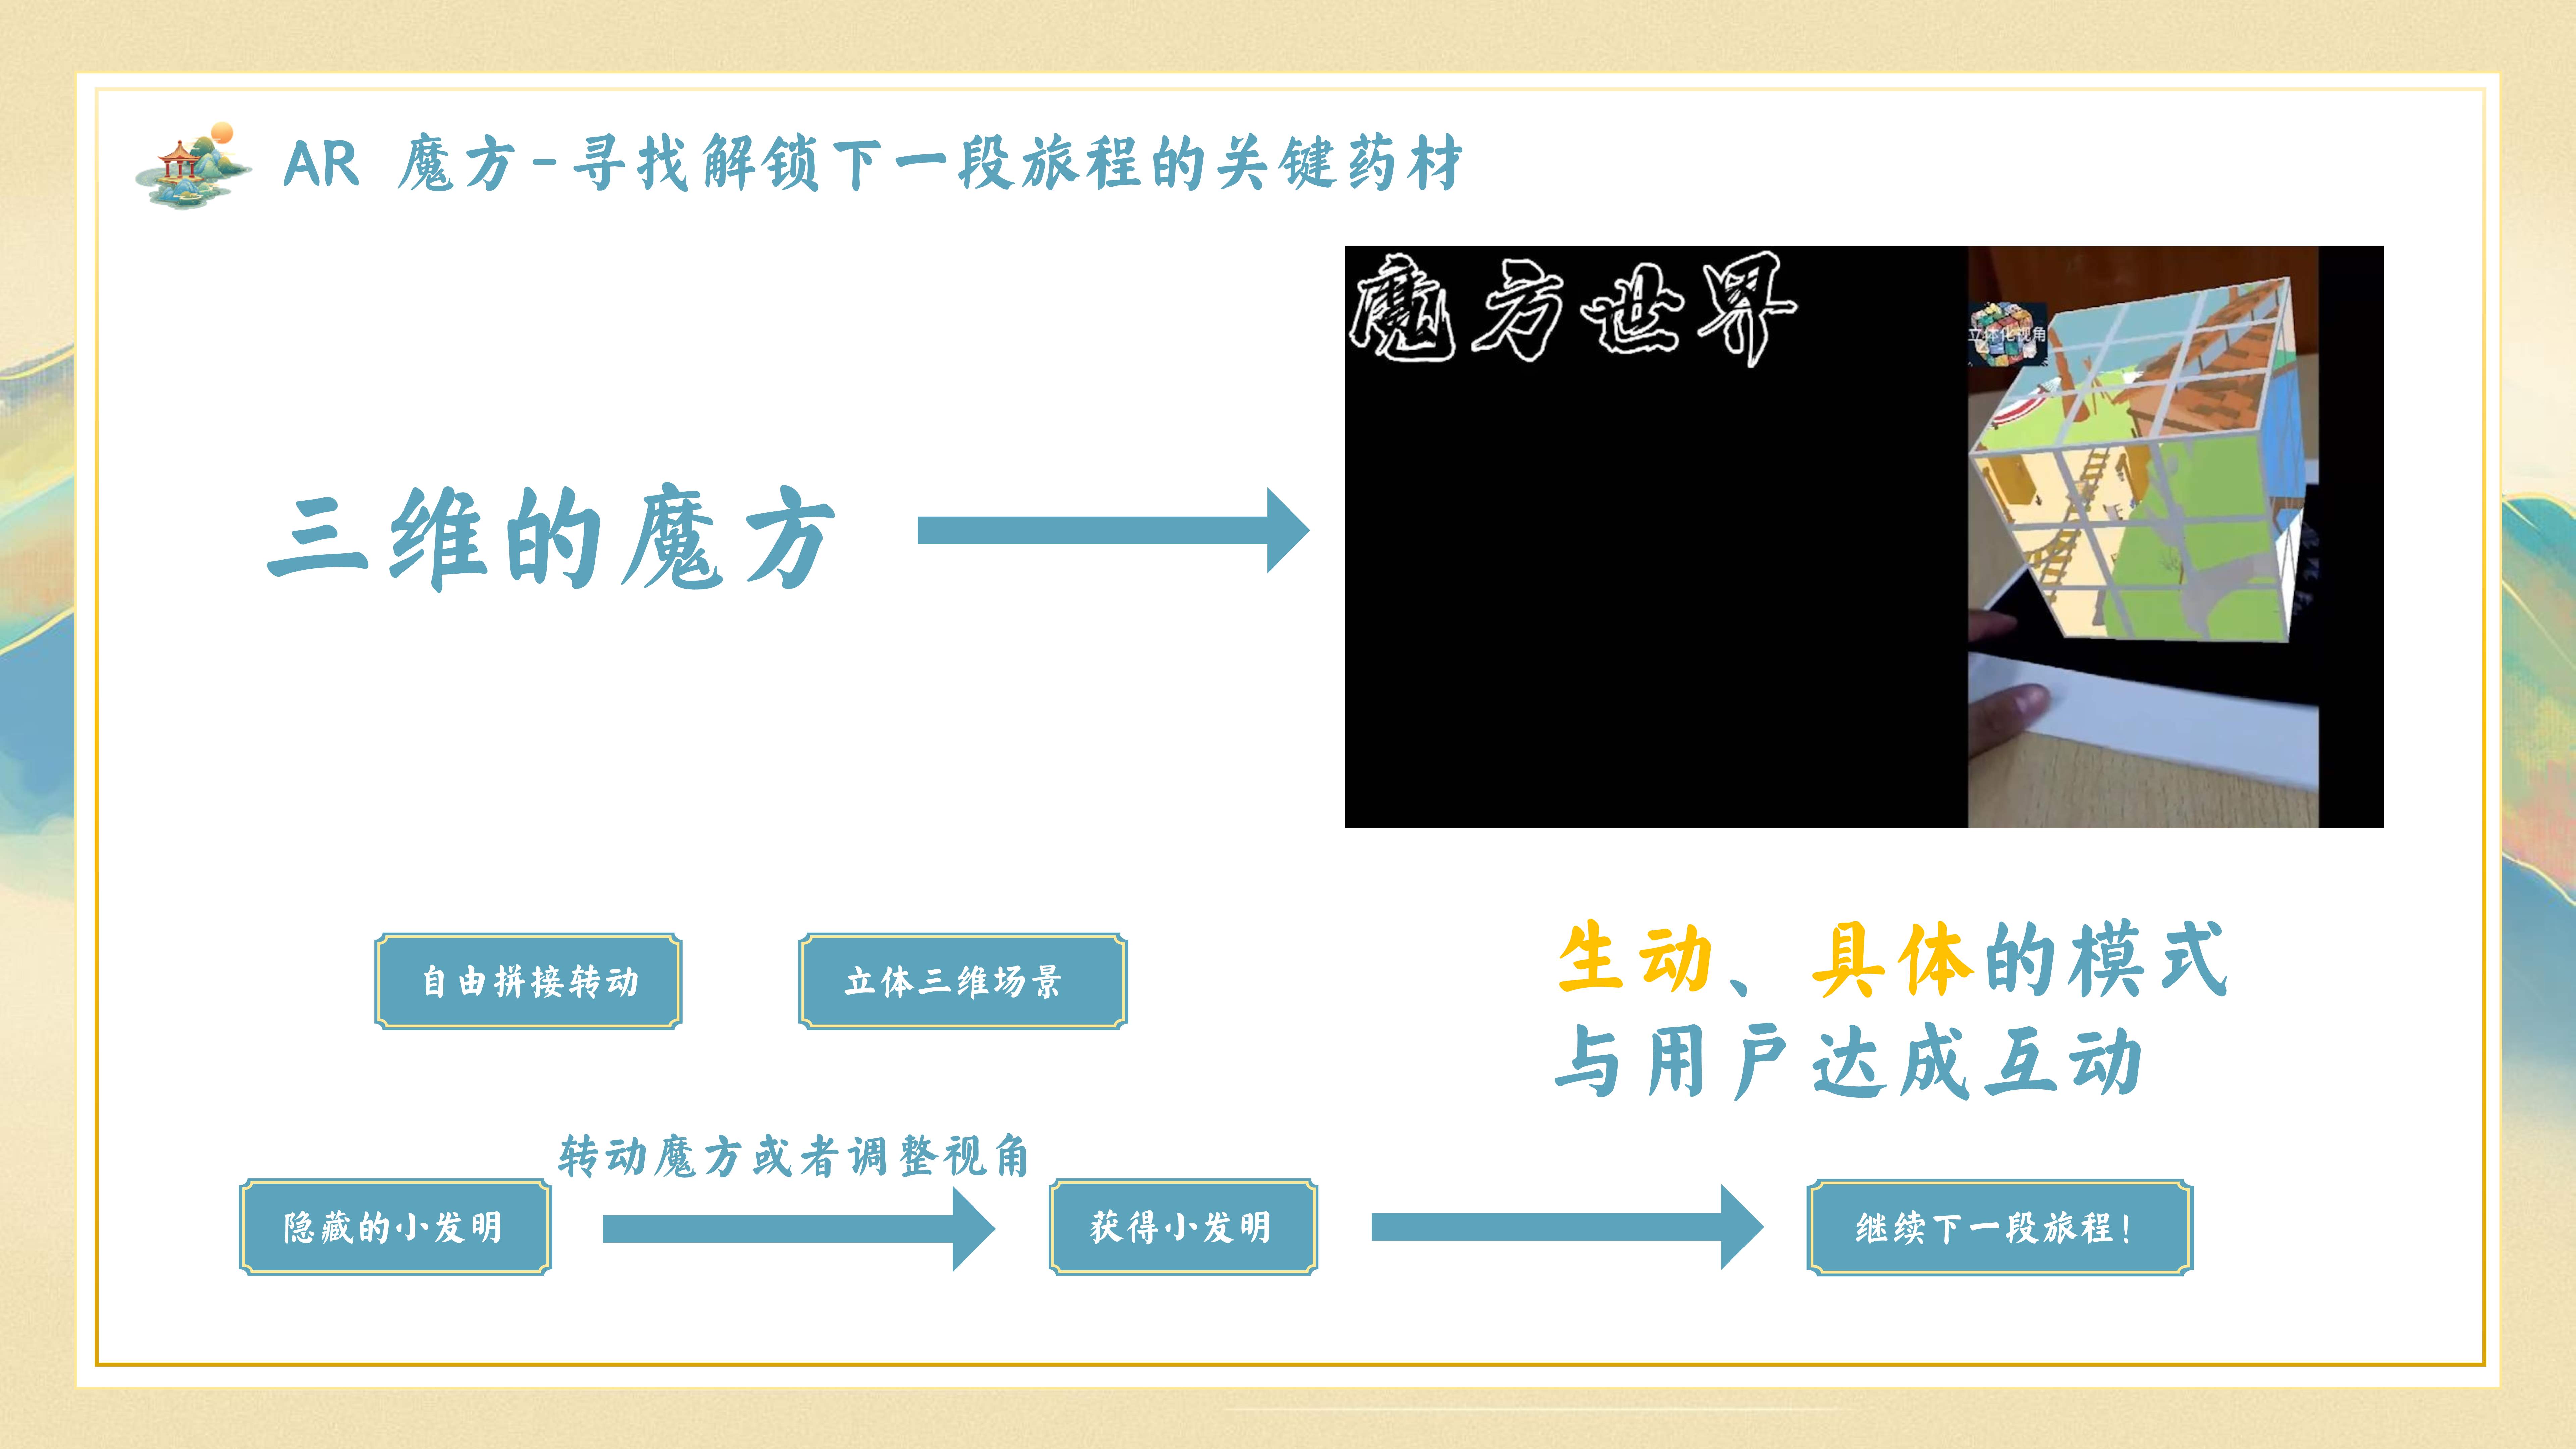 AR 魔方-寻找解锁下一段旅程的关键药材
魔方世界
立体化视角
三维的魔方
自由拼接转动
立体三维场景
生动、具体的模式
与用户达成互动
转动魔方或者调整视角
隐藏的小发明
获得小发明
继续下一段旅程！